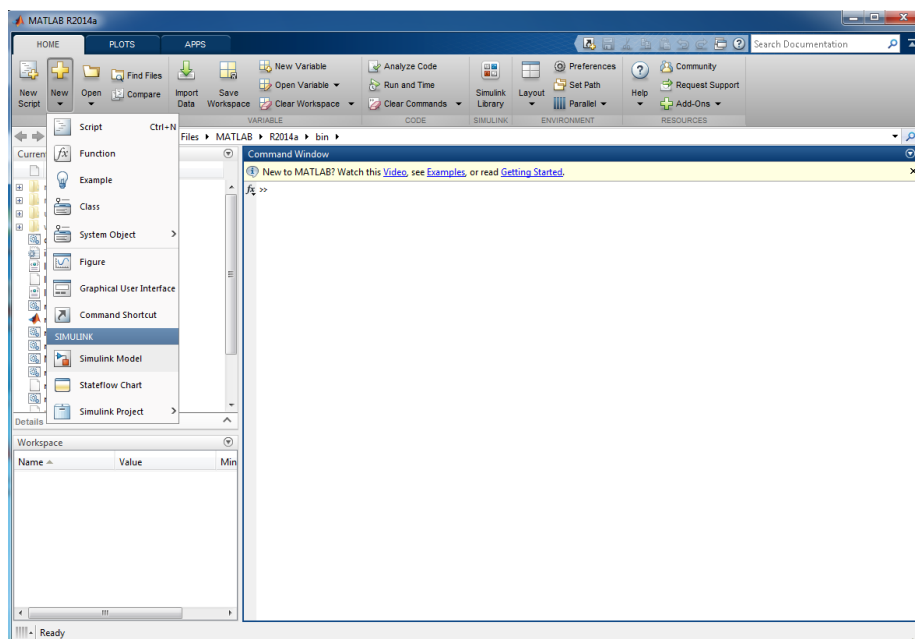 MATLAB R2014a
HOME PLOTS APPS
Search Documentation
New Script
New
Open
Find Files
Compare
Import Data
Save Workspace
New Variable
Open Variable
Clear Workspace
Analyze Code
Run and Time
Clear Commands
Simulink Library
Layout
Preferences
Set Path
Parallel
Help
Community
Request Support
Add-Ons
VARIABLE CODE SIMULINK ENVIRONMENT RESOURCES
Files MATLAB R2014a bin
Script Ctrl+N
Function
Example
Class
System Object
Figure
Graphical User Interface
Command Shortcut
SIMULINK
Simulink Model
Stateflow Chart
Simulink Project
Details
Workspace
Name Value Min
Command Window
New to MATLAB? Watch this Video, see Examples, or read Getting Started.
fx >>
Ready